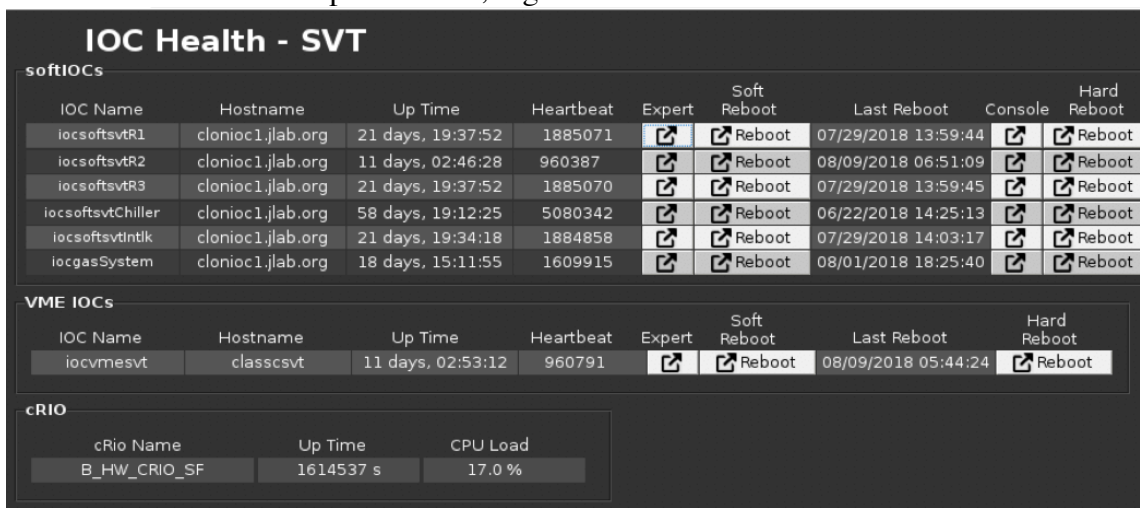 IOC Health - SVT
softIOCs
IOC Name Hostname Up Time Heartbeat Expert Soft Reboot Last Reboot Console Hard Reboot
iocsoftsvtR1 clonioc1.jlab.org 21 days, 19:37:52 1885071 Reboot 07/29/2018 13:59:44 Reboot
iocsoftsvtR2 clonioc1.jlab.org 11 days, 02:46:28 960387 Reboot 08/09/2018 06:51:09 Reboot
iocsoftsvtR3 clonioc1.jlab.org 21 days, 19:37:52 1885070 Reboot 07/29/2018 13:59:45 Reboot
iocsoftsvtChiller clonioc1.jlab.org 58 days, 19:12:25 5080342 Reboot 06/22/2018 14:25:13 Reboot
iocsoftsvtIntlk clonioc1.jlab.org 21 days, 19:34:18 1884858 Reboot 07/29/2018 14:03:17 Reboot
iocgasSystem clonioc1.jlab.org 18 days, 15:11:55 1609915 Reboot 08/01/2018 18:25:40 Reboot
VME IOCs
IOC Name Hostname Up Time Heartbeat Expert Soft Reboot Last Reboot Hard Reboot
iocvmesvt classcsvt 11 days, 02:53:12 960791 Reboot 08/09/2018 05:44:24 Reboot
cRIO
cRio Name Up Time CPU Load
B_HW_CRIO_SF 1614537 s 17.0 %